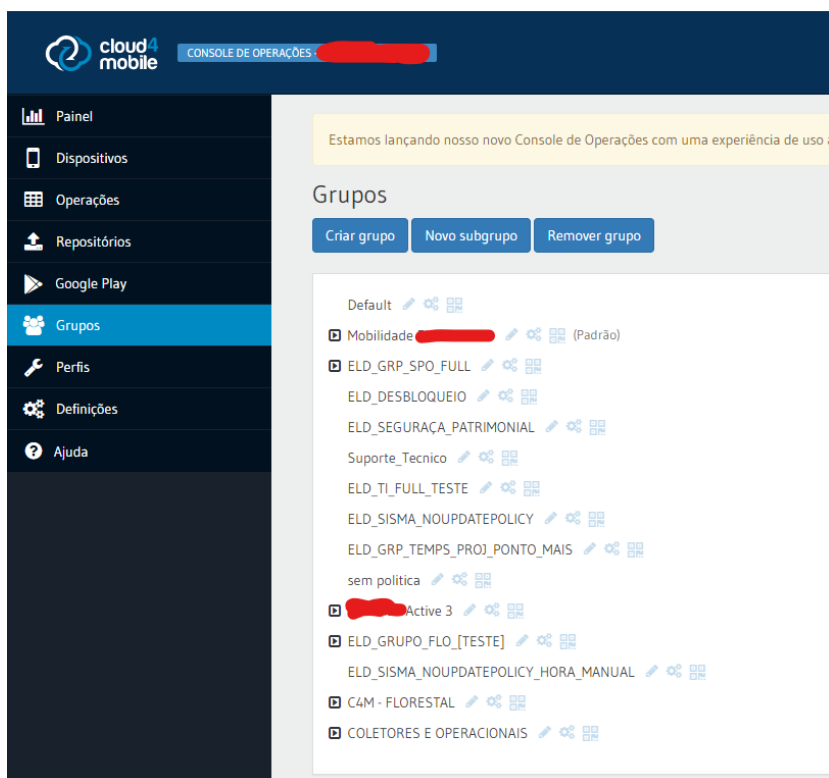 cloud4
mobile
CONSOLE DE OPERAÇÕES -
Painel
Dispositivos
Operações
Repositórios
Google Play
Grupos
Perfis
Definições
Ajuda
Estamos lançando nosso novo Console de Operações com uma experiência de uso
Grupos
Criar grupo Novo subgrupo Remover grupo
Default
Mobilidade (Padrão)
ELD_GRP_SPO_FULL
ELD_DESBLOQUEIO
ELD_SEGURAÇA_PATRIMONIAL
Suporte_Tecnico
ELD_TI_FULL_TESTE
ELD_SISMA_NOUPDATEPOLICY
ELD_GRP_TEMPS_PROJ_PONTO_MAIS
sem politica
Active 3
ELD_GRUPO_FLO_[TESTE]
ELD_SISMA_NOUPDATEPOLICY_HORA_MANUAL
C4M - FLORESTAL
COLETORES E OPERACIONAIS